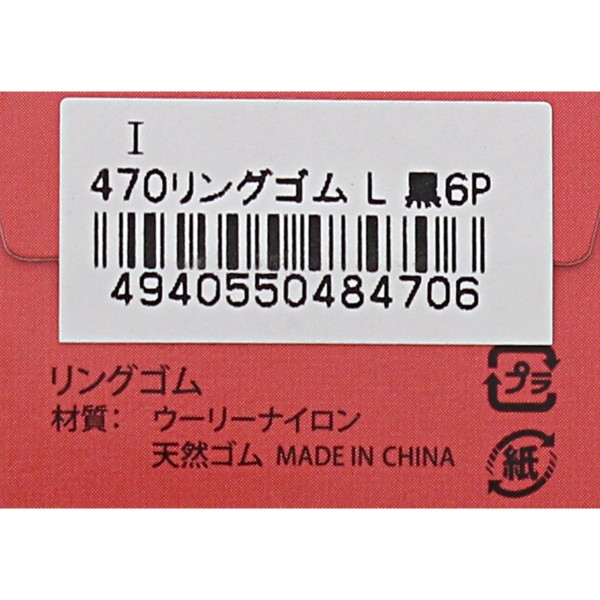 I
470リングゴム L 黒6P
4940550484706
リングゴム
材質： ウーリーナイロン
天然ゴム MADE IN CHINA
プラ
紙